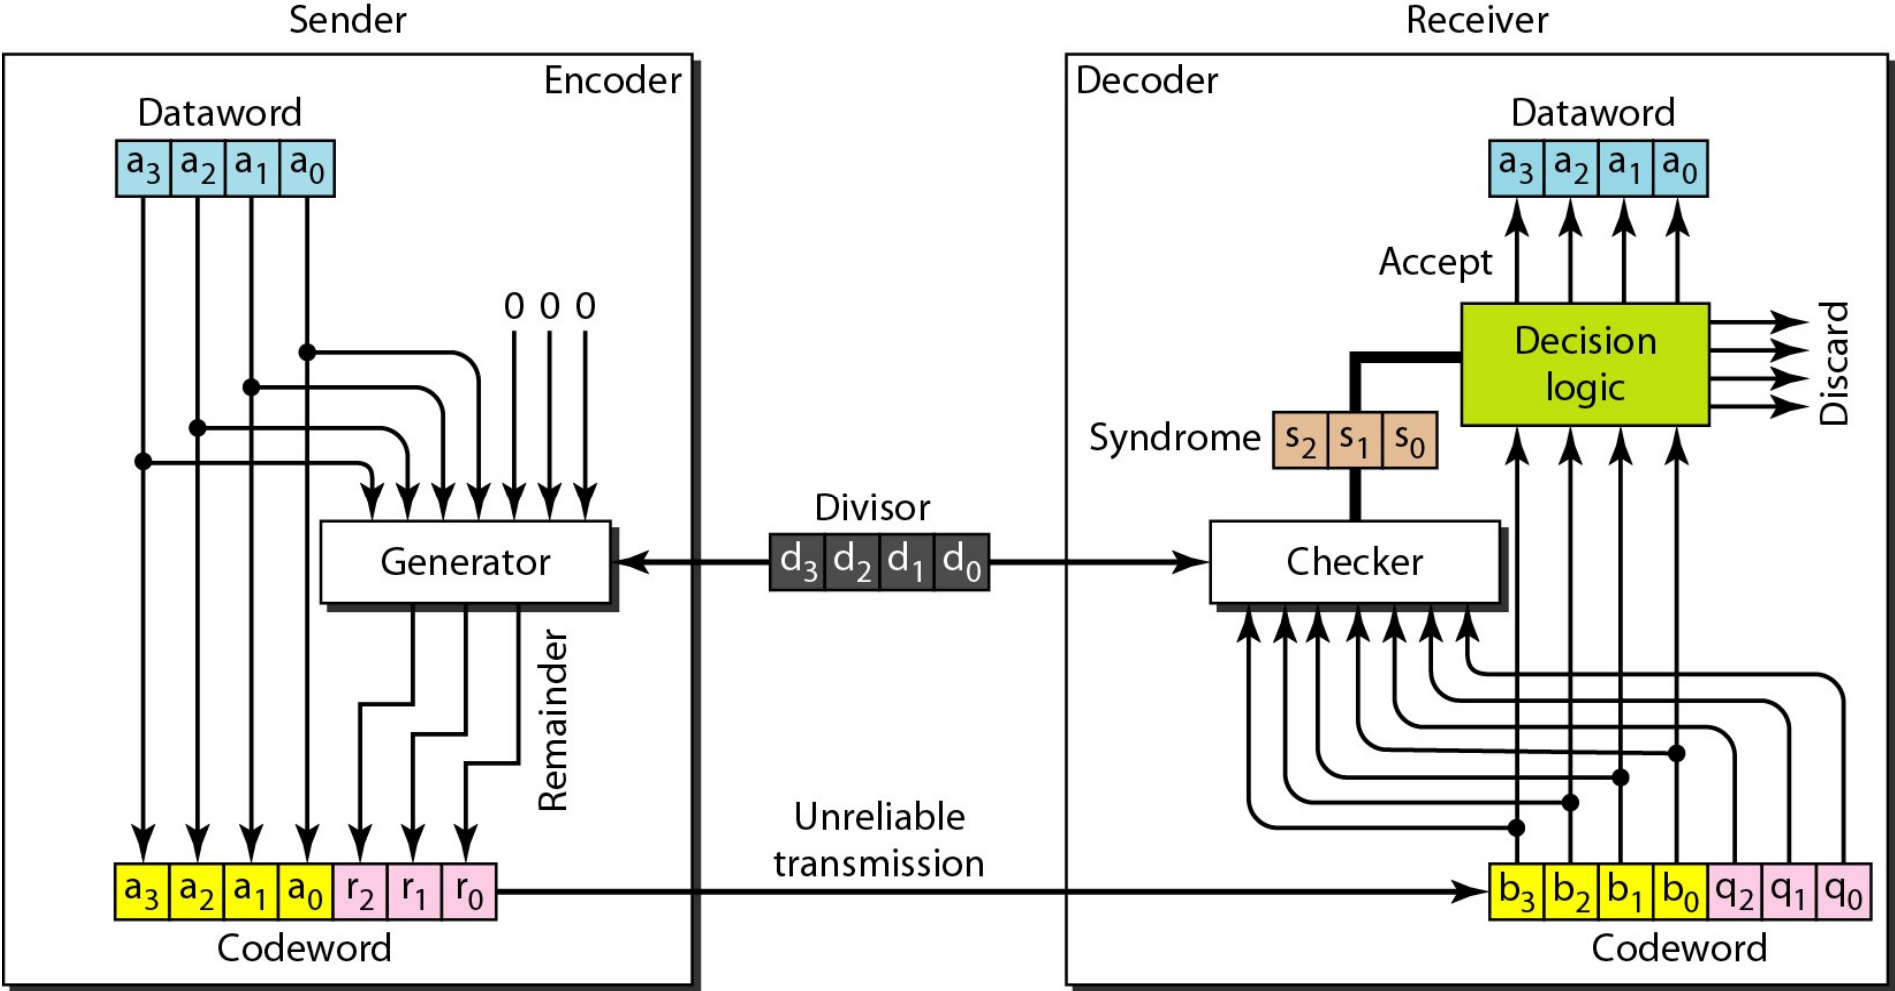 Sender
Receiver
Encoder
Decoder
Dataword
a3 a2 a1 a0
0 0 0
Generator
Remainder
a3 a2 a1 a0 r2 r1 r0
Codeword
Divisor
d3 d2 d1 d0
Unreliable
transmission
Dataword
a3 a2 a1 a0
Accept
Decision
logic
Discard
Syndrome
s2 s1 s0
Checker
b3 b2 b1 b0 q2 q1 q0
Codeword